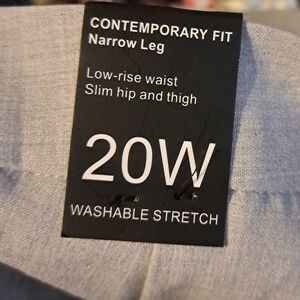 CONTEMPORARY FIT
Narrow Leg
Low-rise waist
Slim hip and thigh
20W
WASHABLE STRETCH